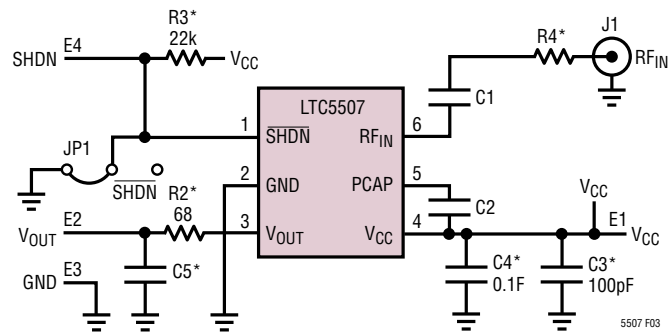 R3*
22k
SHDN E4
VCC
R4*
J1
RFIN
C1
LTC5507
1
SHDN
RFIN
6
JP1
SHDN
2
GND
PCAP
5
C2
VCC
R2*
68
E2
VOUT
3
VOUT
VCC
4
E1
VCC
C5*
C4*
0.1F
C3*
100pF
E3
GND
5507 F03